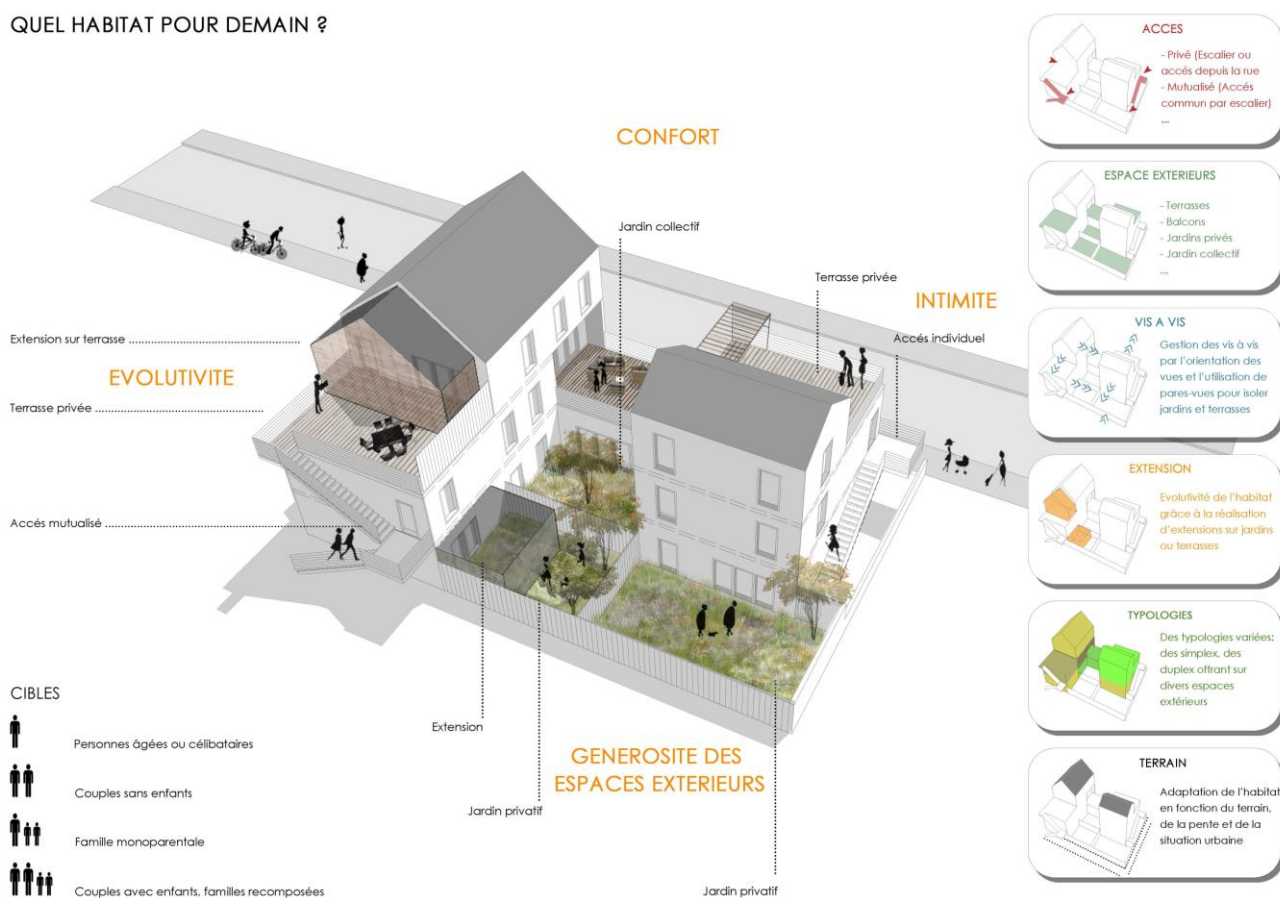 QUEL HABITAT POUR DEMAIN ?
CONFORT
Jardin collectif
Terrasse privée
INTIMITE
Accés individuel
Extension sur terrasse
EVOLUTIVITE
Terrasse privée
Accés mutualisé
Extension
GENEROSITE DES
ESPACES EXTERIEURS
Jardin privatif
Jardin privatif
CIBLES
Personnes âgées ou célibataires
Couples sans enfants
Famille monoparentale
Couples avec enfants, familles recomposées
ACCES
- Privé (Escalier ou
accés depuis la rue
- Mutualisé (Accés
commun par escalier)
...
ESPACE EXTERIEURS
- Terrasses
- Balcons
- Jardins privés
- Jardin collectif
...
VIS A VIS
Gestion des vis à vis
par l'orientation des
vues et l'utilisation de
pares-vues pour isoler
jardins et terrasses
EXTENSION
Evolutivité de l'habitat
grâce à la réalisation
d'extensions sur jardins
ou terrasses
TYPOLOGIES
Des typologies variées:
des simplex, des
duplex offrant sur
divers espaces
extérieurs
TERRAIN
Adaptation de l'habitat
en fonction du terrain,
de la pente et de la
situation urbaine